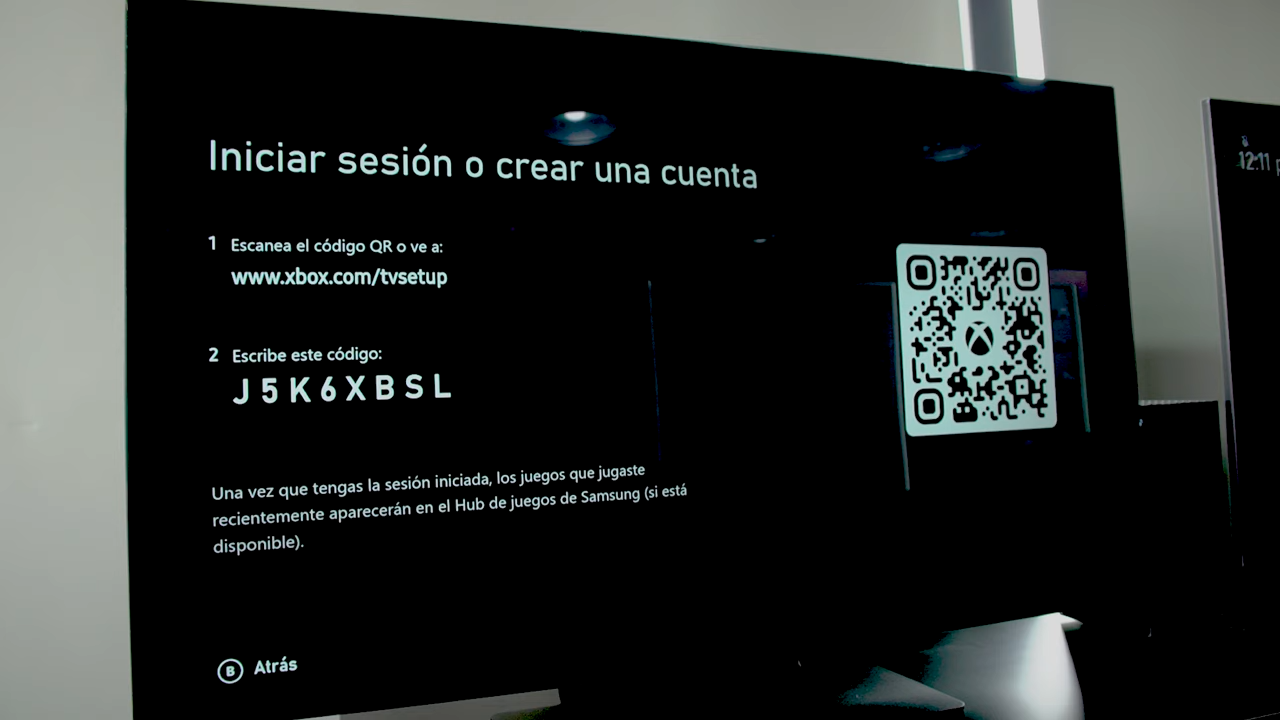 Iniciar sesión o crear una cuenta
1 Escanea el código QR o ve a:
www.xbox.com/tvsetup
2 Escribe este código:
J5K6XBSL
Una vez que tengas la sesión iniciada, los juegos que jugaste
recientemente aparecerán en el Hub de juegos de Samsung (si está
disponible).
B Atrás
12:11